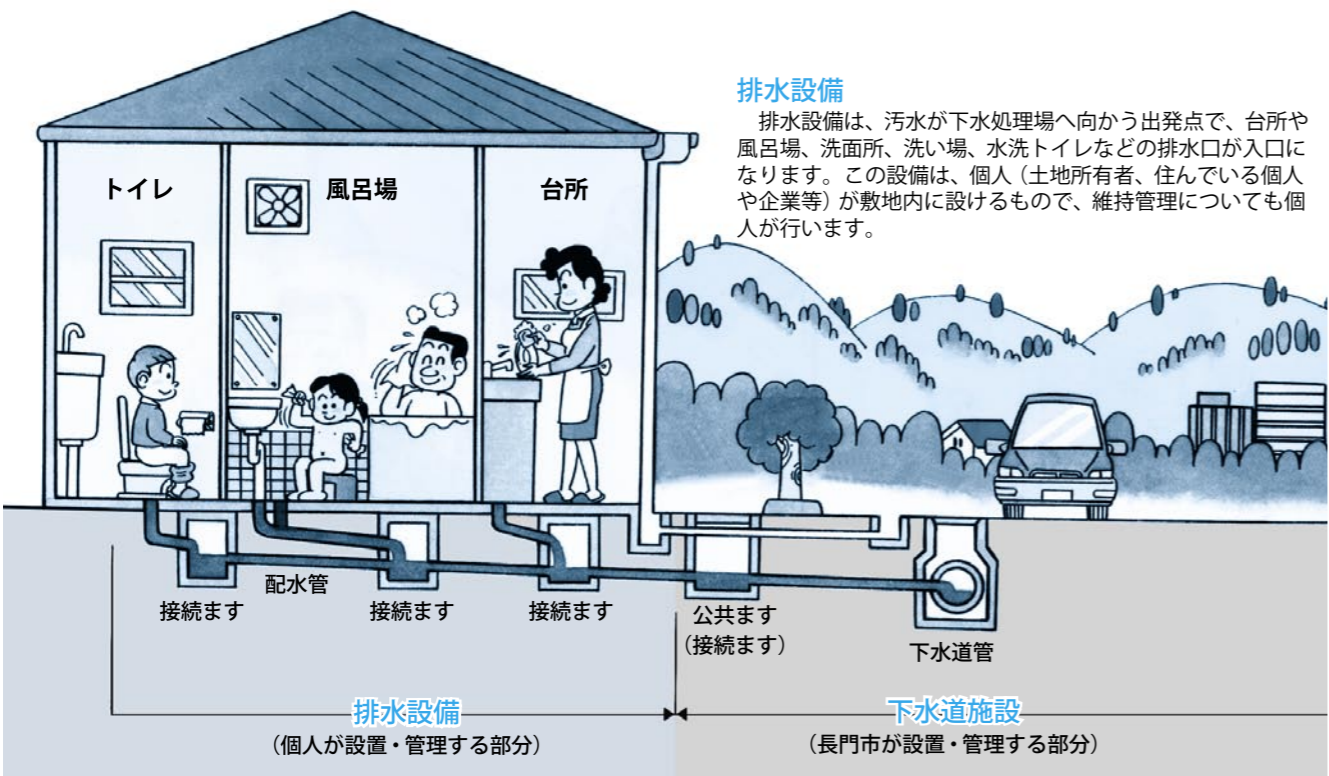 排水設備
排水設備は、汚水が下水処理場へ向かう出発点で、台所や
風呂場、洗面所、洗い場、水洗トイレなどの排水口が入口に
なります。この設備は、個人（土地所有者、住んでいる個人
や企業等）が敷地内に設けるもので、維持管理についても個
人が行います。
トイレ
風呂場
台所
配水管
接続ます
接続ます
接続ます
公共ます
（接続ます）
下水道管
排水設備
（個人が設置・管理する部分）
下水道施設
（長門市が設置・管理する部分）